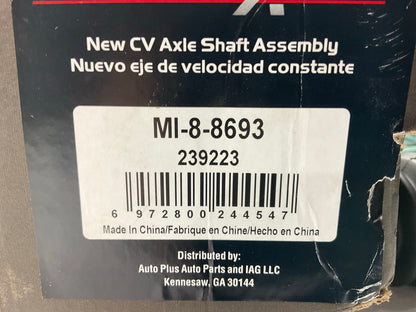 New CV Axle Shaft Assembly
Nuevo eje de velocidad constante
MI-8-8693
239223
6 972800 244547
Made In China/Fabrique en Chine/Hecho en China
Distributed by:
Auto Plus Auto Parts and IAG LLC
Kennesaw, GA 30144